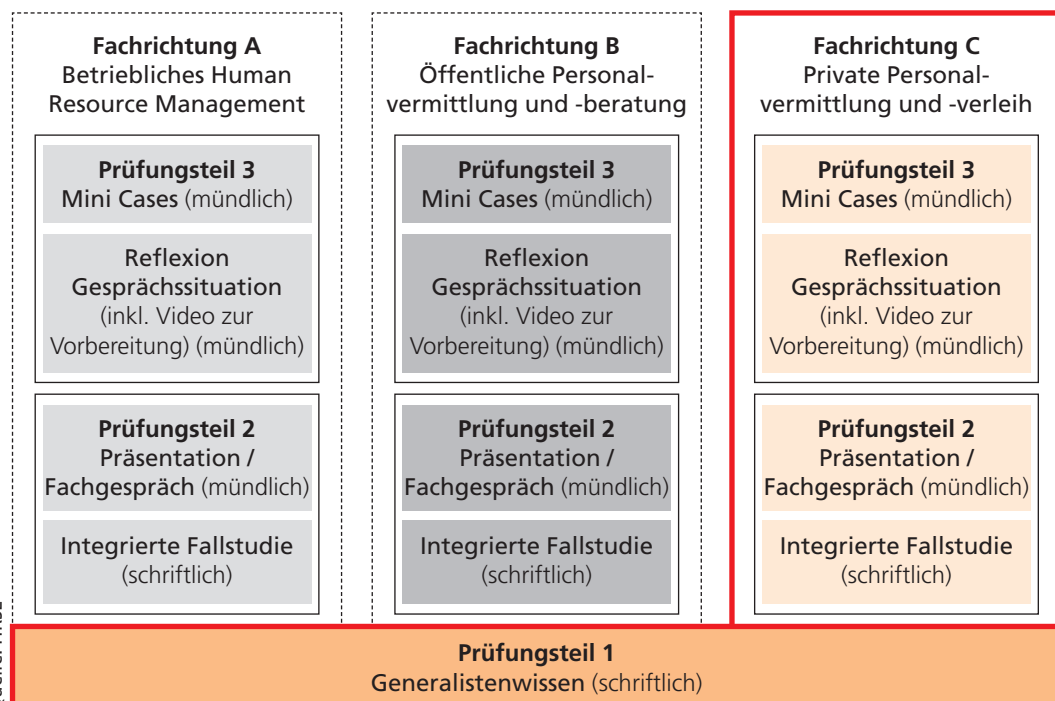 Fachrichtung A
Betriebliches Human
Resource Management
Prüfungsteil 3
Mini Cases (mündlich)
Reflexion
Gesprächssituation
(inkl. Video zur
Vorbereitung) (mündlich)
Prüfungsteil 2
Präsentation /
Fachgespräch (mündlich)
Integrierte Fallstudie
(schriftlich)
Fachrichtung B
Öffentliche Personal-
vermittlung und -beratung
Prüfungsteil 3
Mini Cases (mündlich)
Reflexion
Gesprächssituation
(inkl. Video zur
Vorbereitung) (mündlich)
Prüfungsteil 2
Präsentation /
Fachgespräch (mündlich)
Integrierte Fallstudie
(schriftlich)
Fachrichtung C
Private Personal-
vermittlung und -verleih
Prüfungsteil 3
Mini Cases (mündlich)
Reflexion
Gesprächssituation
(inkl. Video zur
Vorbereitung) (mündlich)
Prüfungsteil 2
Präsentation /
Fachgespräch (mündlich)
Integrierte Fallstudie
(schriftlich)
Prüfungsteil 1
Generalistenwissen (schriftlich)